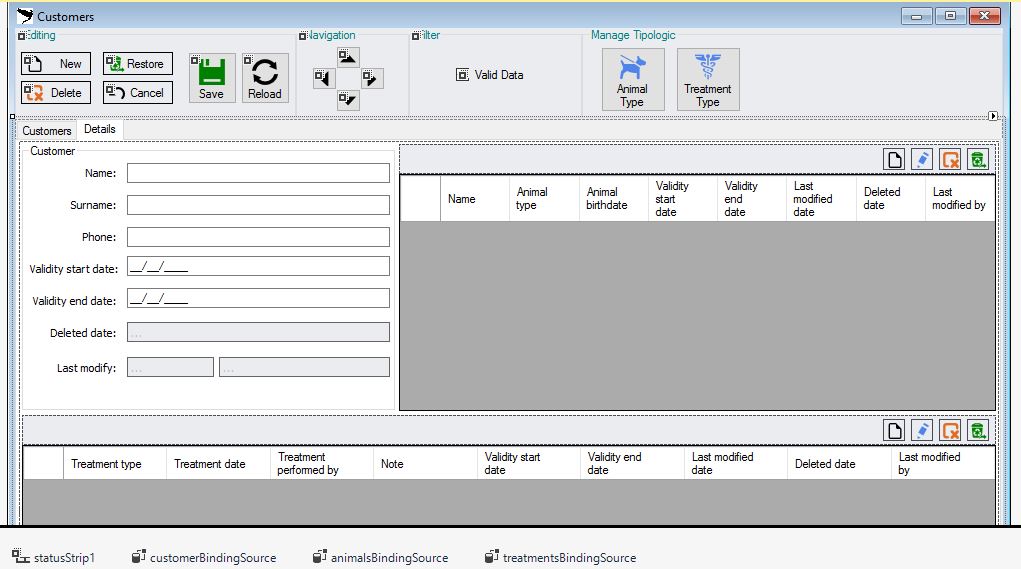 Customers
Editing
Navigation
Filter
Manage Tipologic
New
Restore
Delete
Cancel
Save
Reload
Valid Data
Animal
Type
Treatment
Type
Customers
Details
Customer
Name:
Surname:
Phone:
Validity start date:
__/__/____
Validity end date:
__/__/____
Deleted date:
...
Last modify:
...
...
Name
Animal
type
Animal
birthdate
Validity
start
date
Validity
end
date
Last
modified
date
Deleted
date
Last
modified by
Treatment type
Treatment date
Treatment
performed by
Note
Validity start
date
Validity end
date
Last modified
date
Deleted date
Last modified
by
statusStrip1
customerBindingSource
animalsBindingSource
treatmentsBindingSource